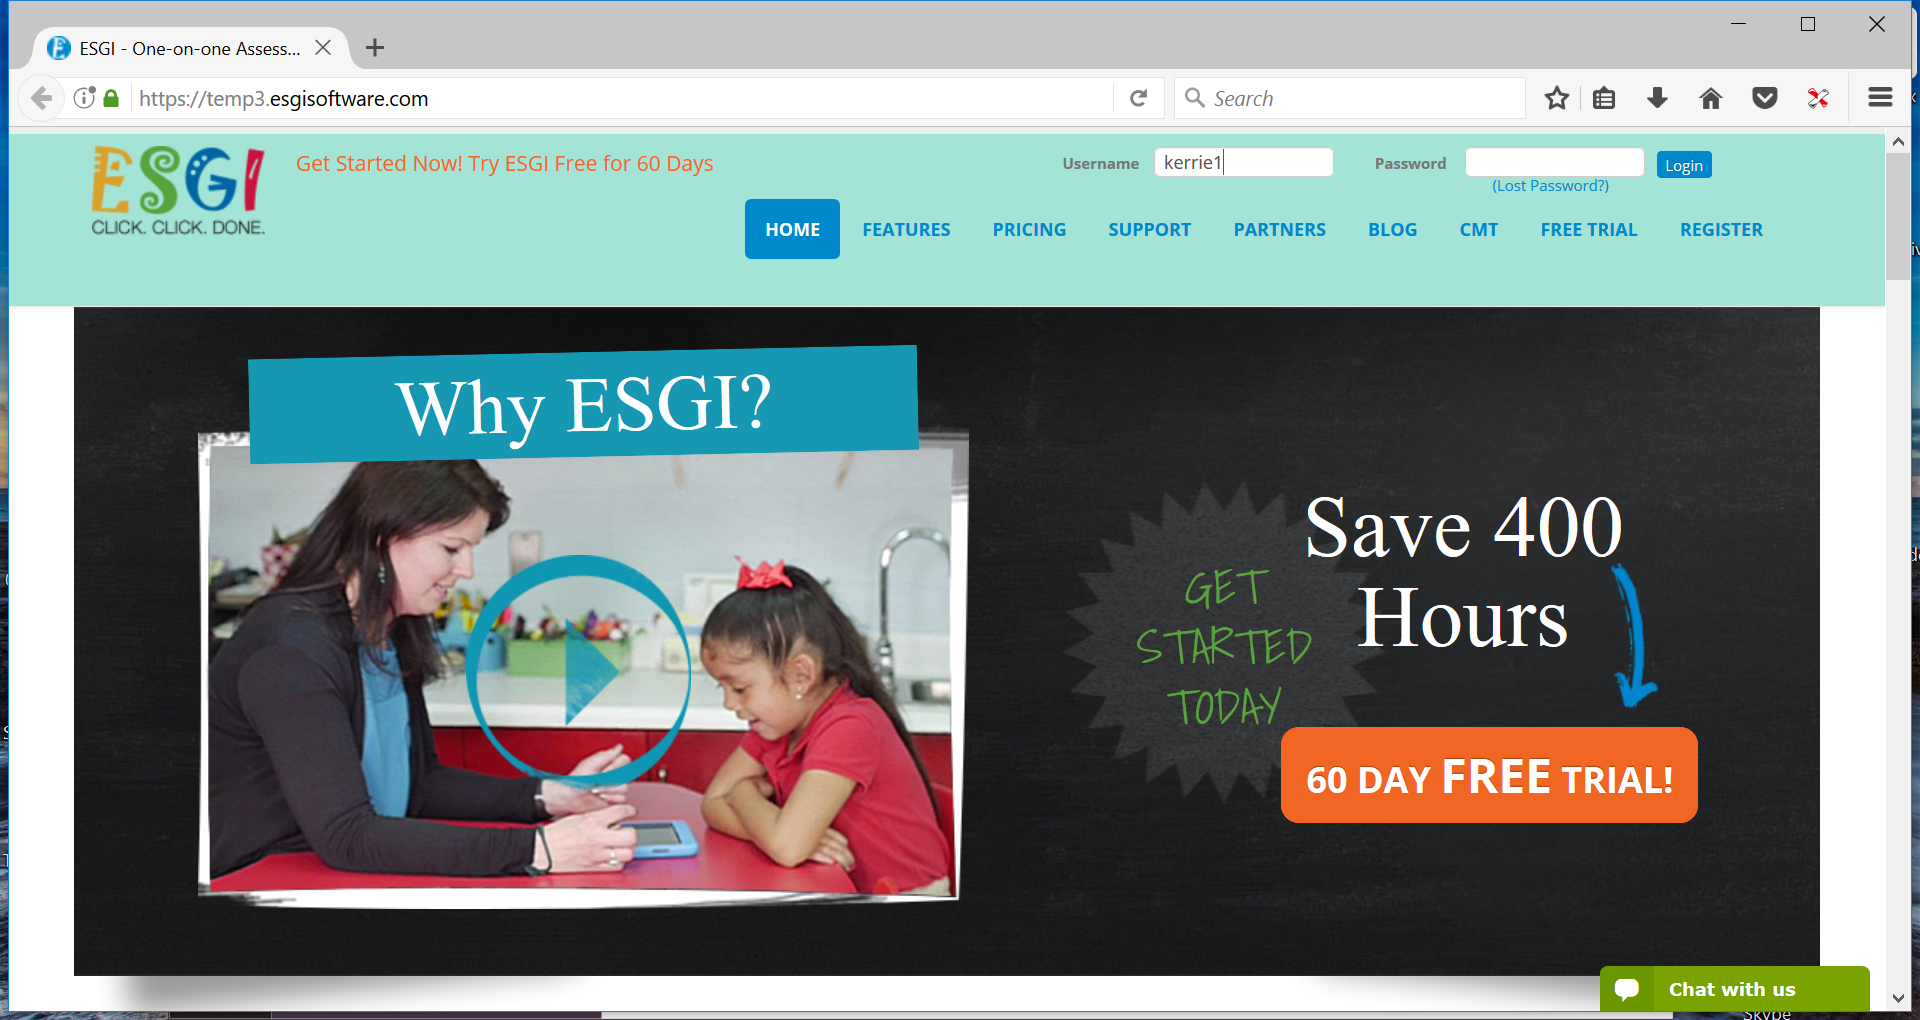 ESGI - One-on-one Assess...
https://temp3.esgisoftware.com
Search
ESGI
CLICK. CLICK. DONE.
Get Started Now! Try ESGI Free for 60 Days
Username kerrie1 Password Login
(Lost Password?)
HOME FEATURES PRICING SUPPORT PARTNERS BLOG CMT FREE TRIAL REGISTER
Why ESGI?
Save 400
Hours
GET
STARTED
TODAY
60 DAY FREE TRIAL!
Chat with us
Skype